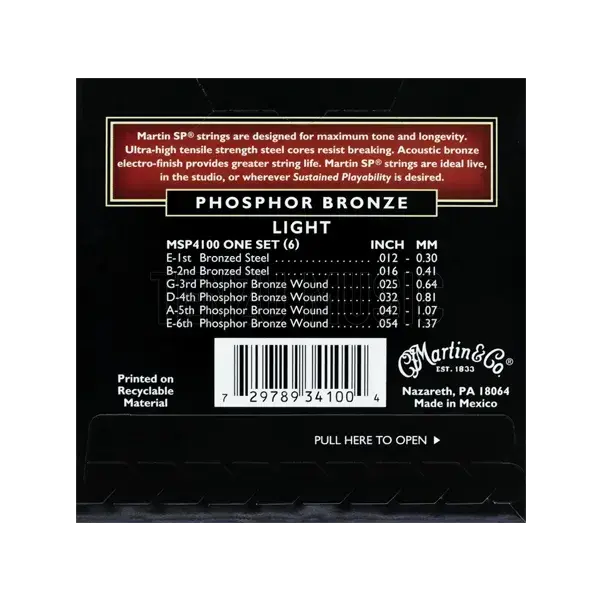 Martin SP® strings are designed for maximum tone and longevity.
Ultra-high tensile strength steel cores resist breaking. Acoustic bronze
electro-finish provides greater string life. Martin SP® strings are ideal live,
in the studio, or wherever Sustained Playability is desired.
PHOSPHOR BRONZE
LIGHT
MSP4100 ONE SET (6) INCH MM
E-1st Bronzed Steel .012 - 0.30
B-2nd Bronzed Steel .016 - 0.41
G-3rd Phosphor Bronze Wound .025 - 0.64
D-4th Phosphor Bronze Wound .032 - 0.81
A-5th Phosphor Bronze Wound .042 - 1.07
E-6th Phosphor Bronze Wound .054 - 1.37
Printed on
Recyclable
Material
7 29789 34100 4
Martin & Co.®
EST. 1833
Nazareth, PA 18064
Made in Mexico
PULL HERE TO OPEN ▶